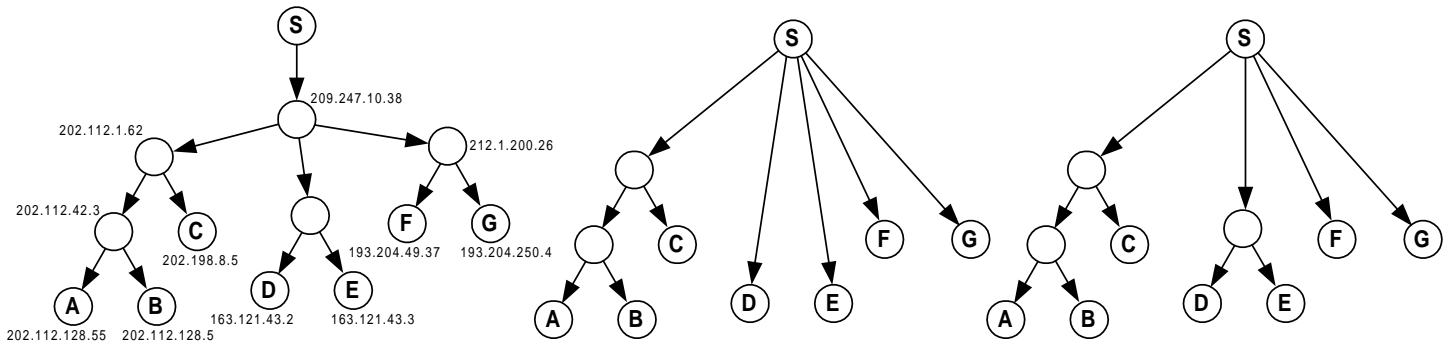 S
209.247.10.38
202.112.1.62
212.1.200.26
202.112.42.3
C
F
G
202.198.8.5
193.204.49.37
193.204.250.4
A
B
D
E
202.112.128.55
202.112.128.5
163.121.43.2
163.121.43.3
S
C
F
G
A
B
D
E
S
C
F
G
A
B
D
E